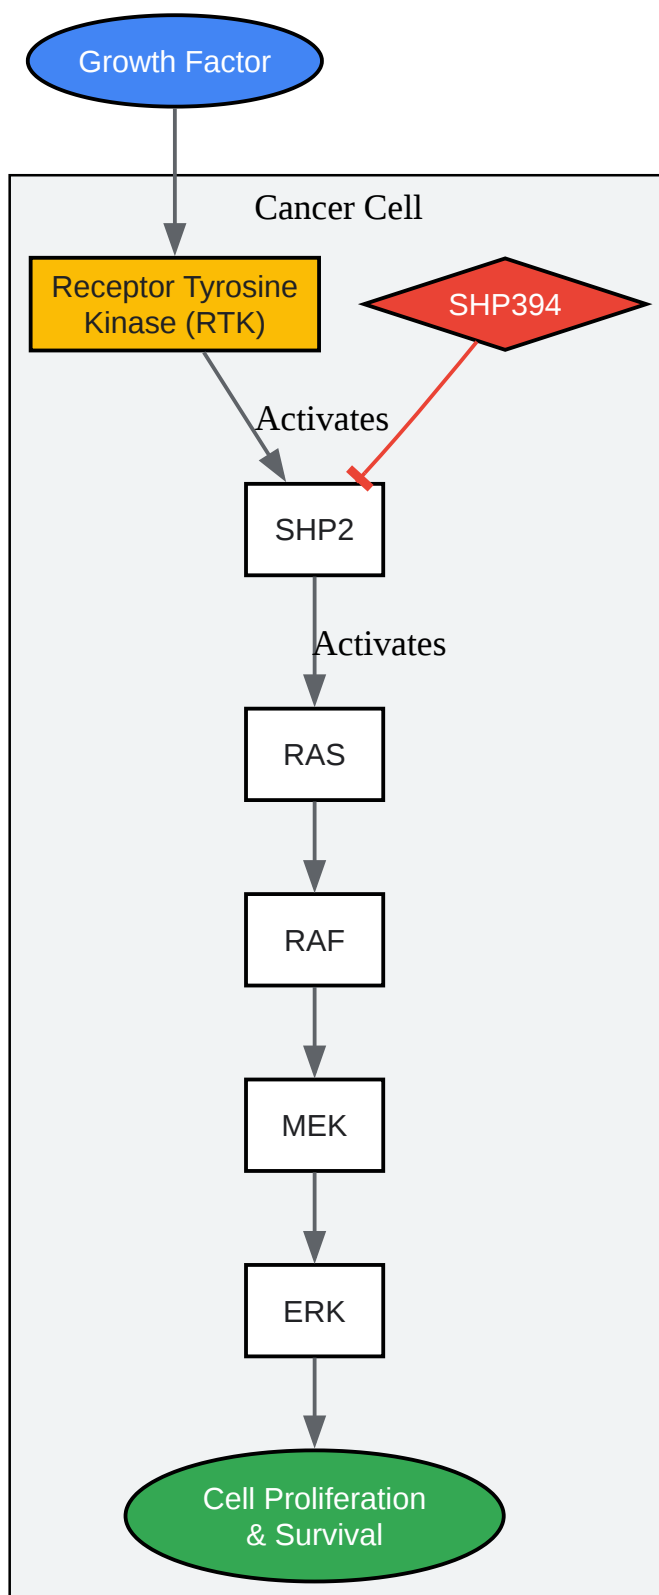 Growth Factor
Cancer Cell
Receptor Tyrosine
Kinase (RTK)
SHP394
Activates
SHP2
Activates
RAS
RAF
MEK
ERK
Cell Proliferation
& Survival